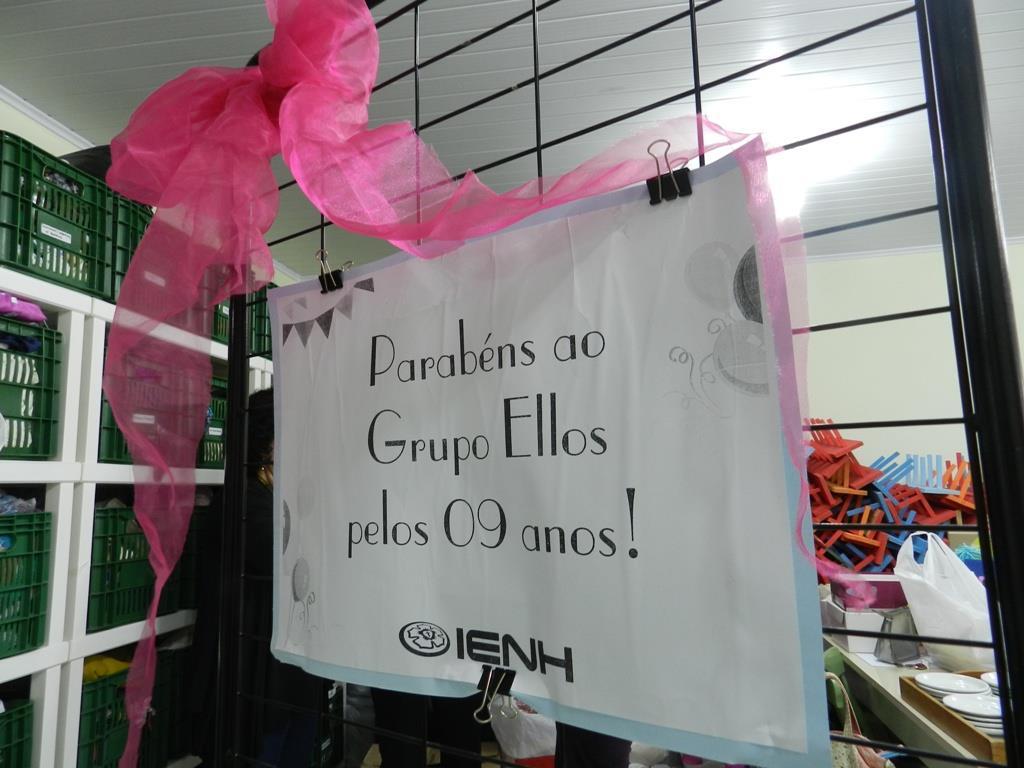 Parabéns ao
Grupo Ellos
pelos 09 anos!
IENH